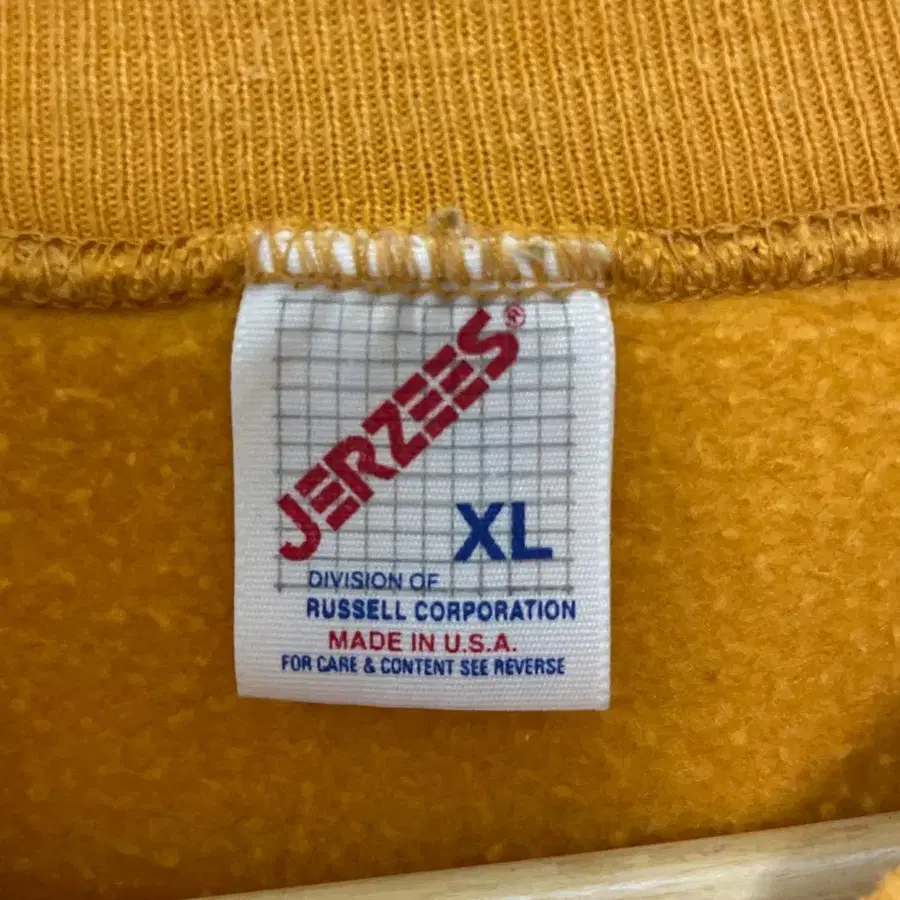 JERZEES®
XL
DIVISION OF
RUSSELL CORPORATION
MADE IN U.S.A.
FOR CARE & CONTENT SEE REVERSE